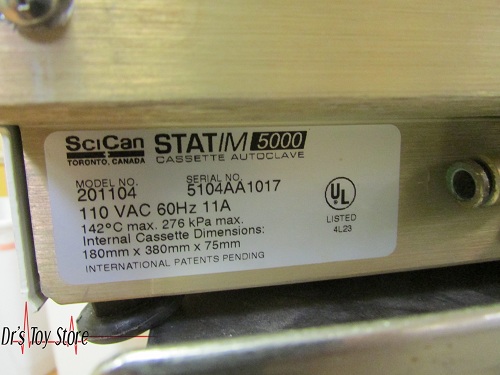 SciCan STATIM 5000
TORONTO, CANADA CASSETTE AUTOCLAVE
MODEL NO. SERIAL NO.
201104 5104AA1017
110 VAC 60Hz 11A
142°C max. 276 kPa max.
Internal Cassette Dimensions:
180mm x 380mm x 75mm
INTERNATIONAL PATENTS PENDING
UL
LISTED
4L23
Dr's Toy Store